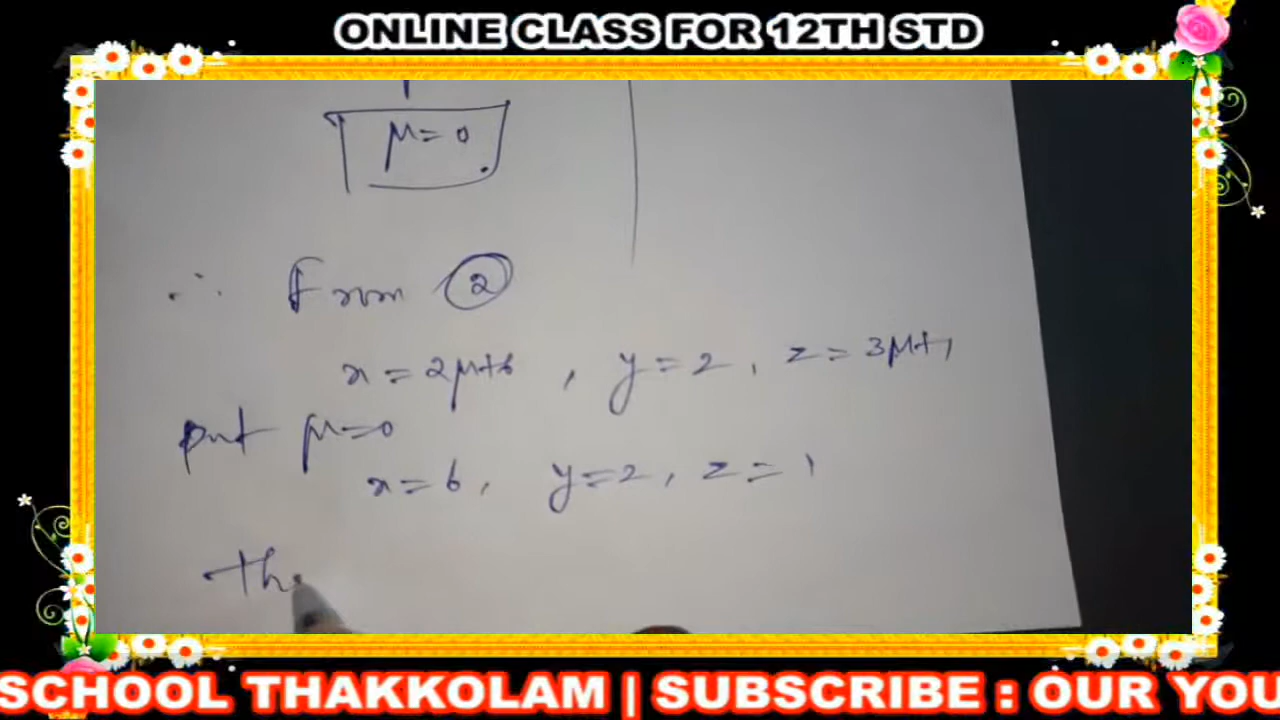 ONLINE CLASS FOR 12TH STD
μ=0
∴ From ②
x=2μ+6, y=2, z=3μ+1
put μ=0
x=6, y=2, z=1
Th
SCHOOL THAKKOLAM | SUBSCRIBE : OUR YOU